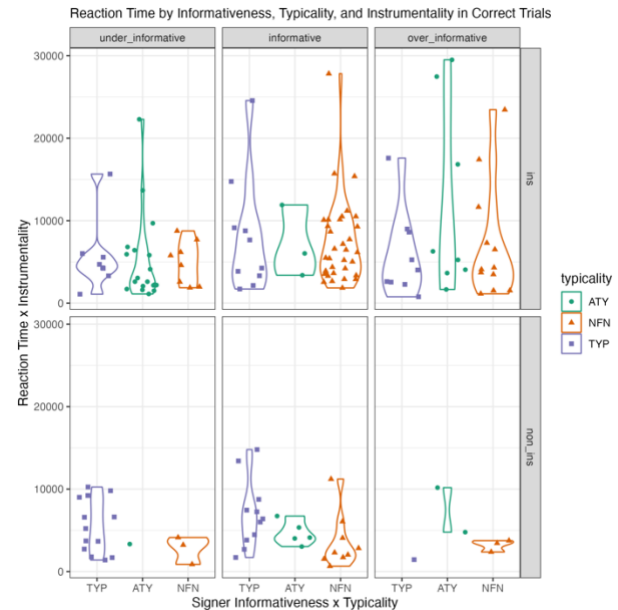 Reaction Time by Informativeness, Typicality, and Instrumentality in Correct Trials
under_informative informative over_informative
30000
20000
10000
0
ins
30000
20000
10000
0
non_ins
Reaction Time x Instrumentality
typicality
ATY
NFN
TYP
TYP ATY NFN TYP ATY NFN TYP ATY NFN
Signer Informativeness x Typicality